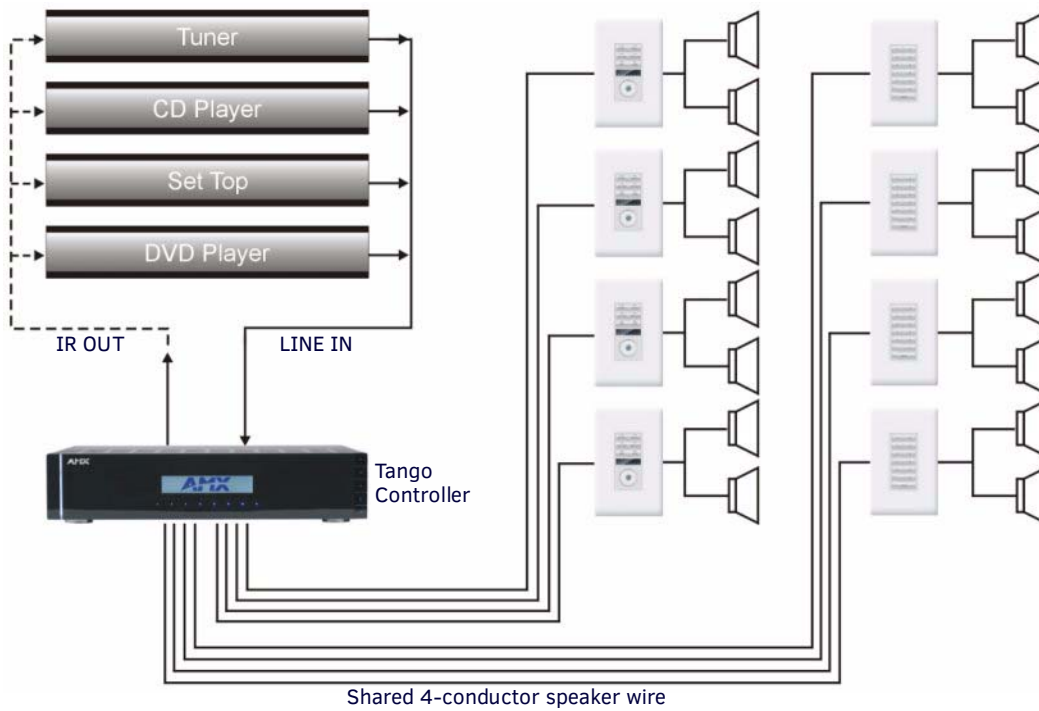 Tuner
CD Player
Set Top
DVD Player
IR OUT
LINE IN
AMX
AMX
Tango
Controller
Shared 4-conductor speaker wire